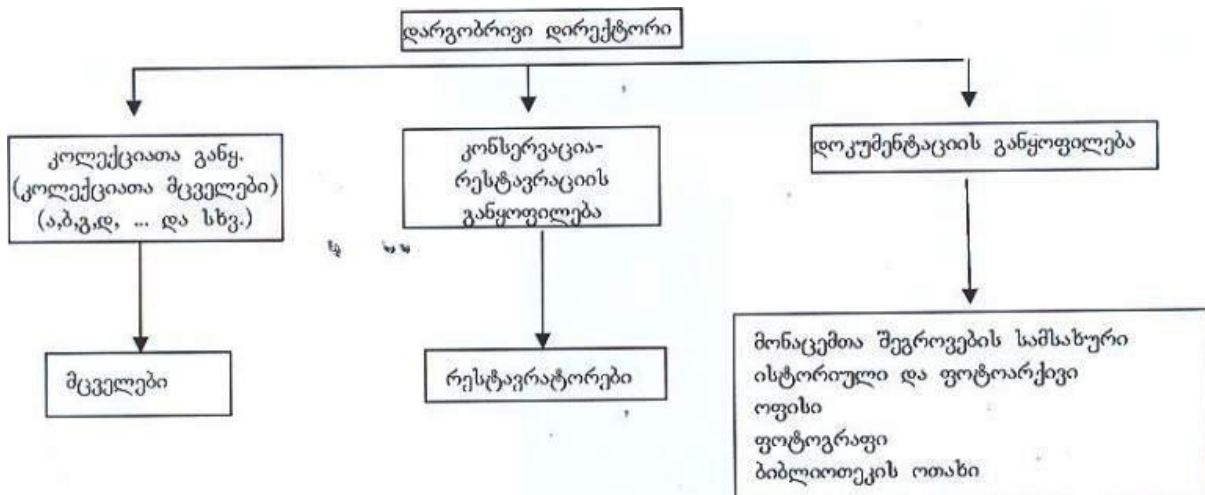 დარგობრივი დირექტორი
კოლექციათა განყ.
(კოლექციათა მცველები)
(ა,ბ,გ,დ, ... და სხვ.)
კონსერვაცია-
რესტავრაციის
განყოფილება
დოკუმენტაციის განყოფილება
მცველები
რესტავრატორები
მონაცემთა შეგროვების სამსახური
ისტორიული და ფოტოარქივი
ოფისი
ფოტოგრაფი
ბიბლიოთეკის ოთახი